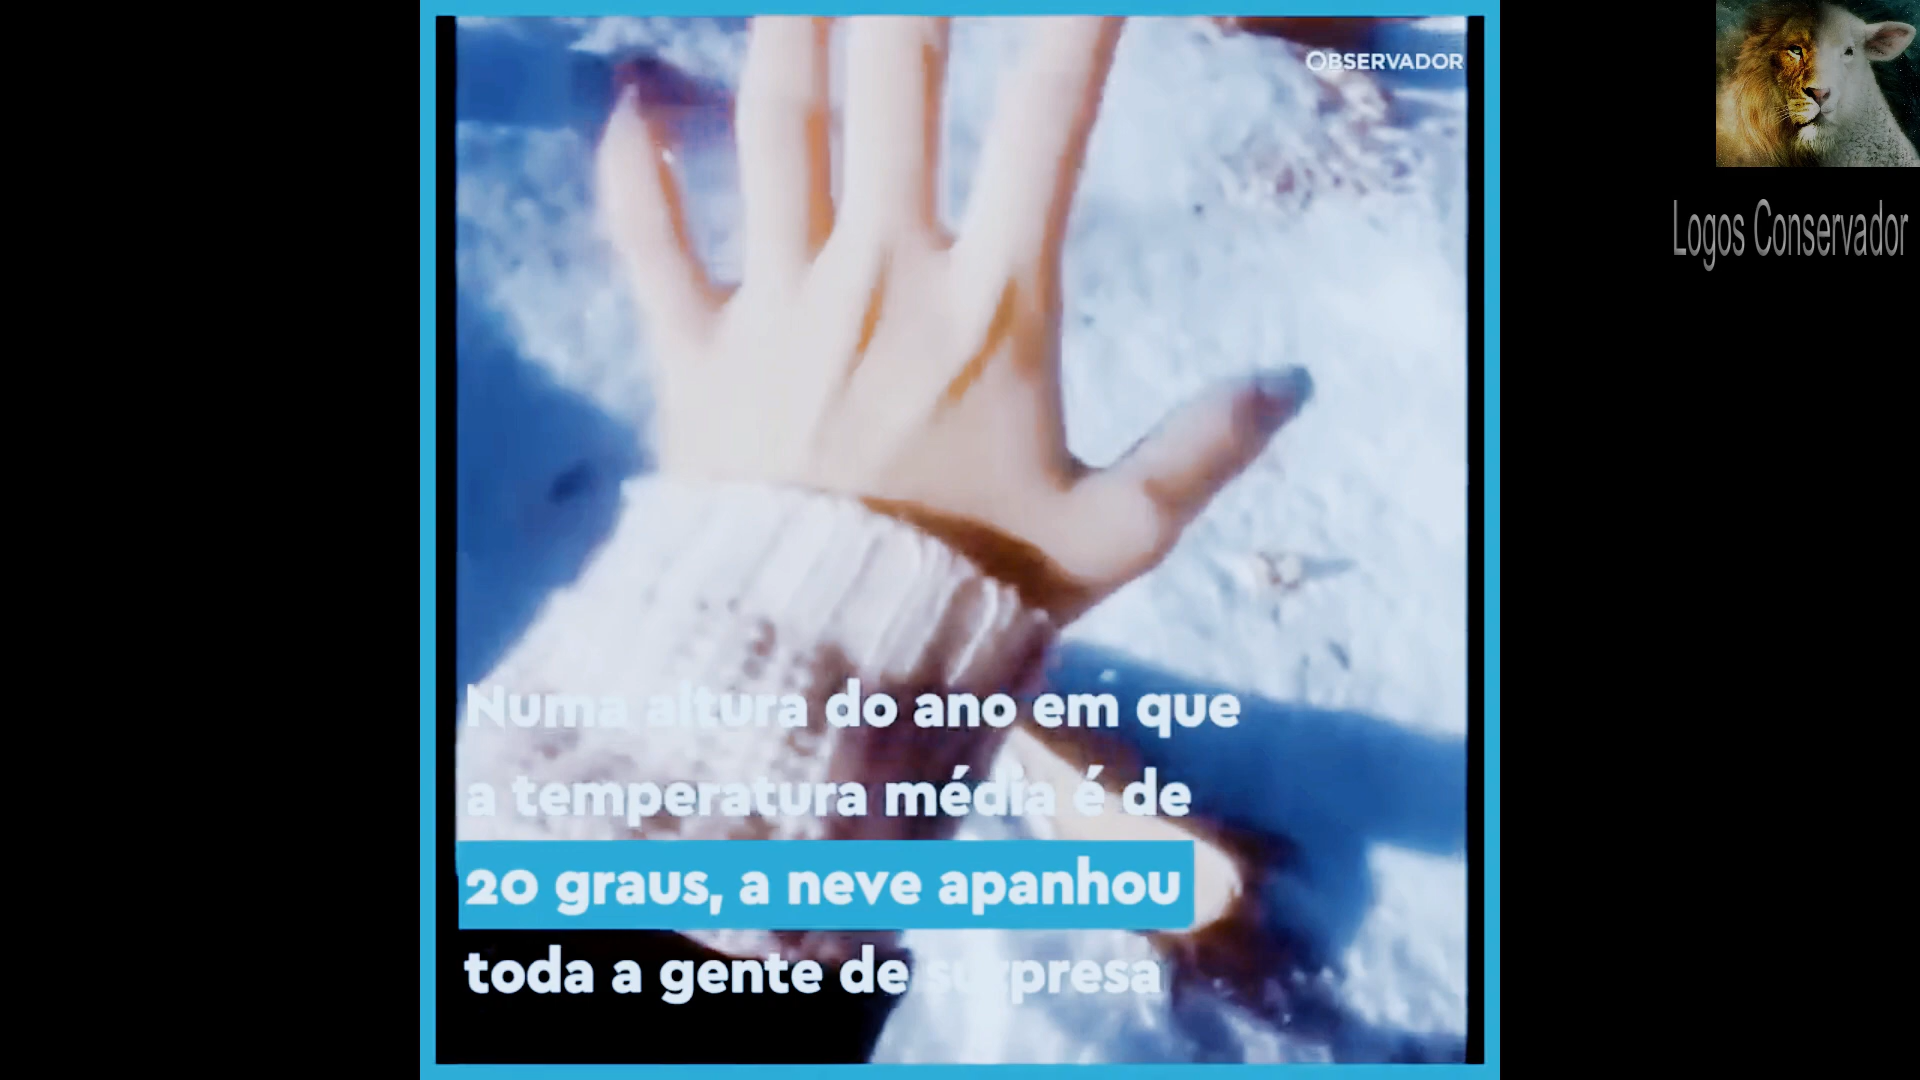 OBSERVADOR
Logos Conservador
Numa altura do ano em que
a temperatura média é de
20 graus, a neve apanhou
toda a gente de surpresa